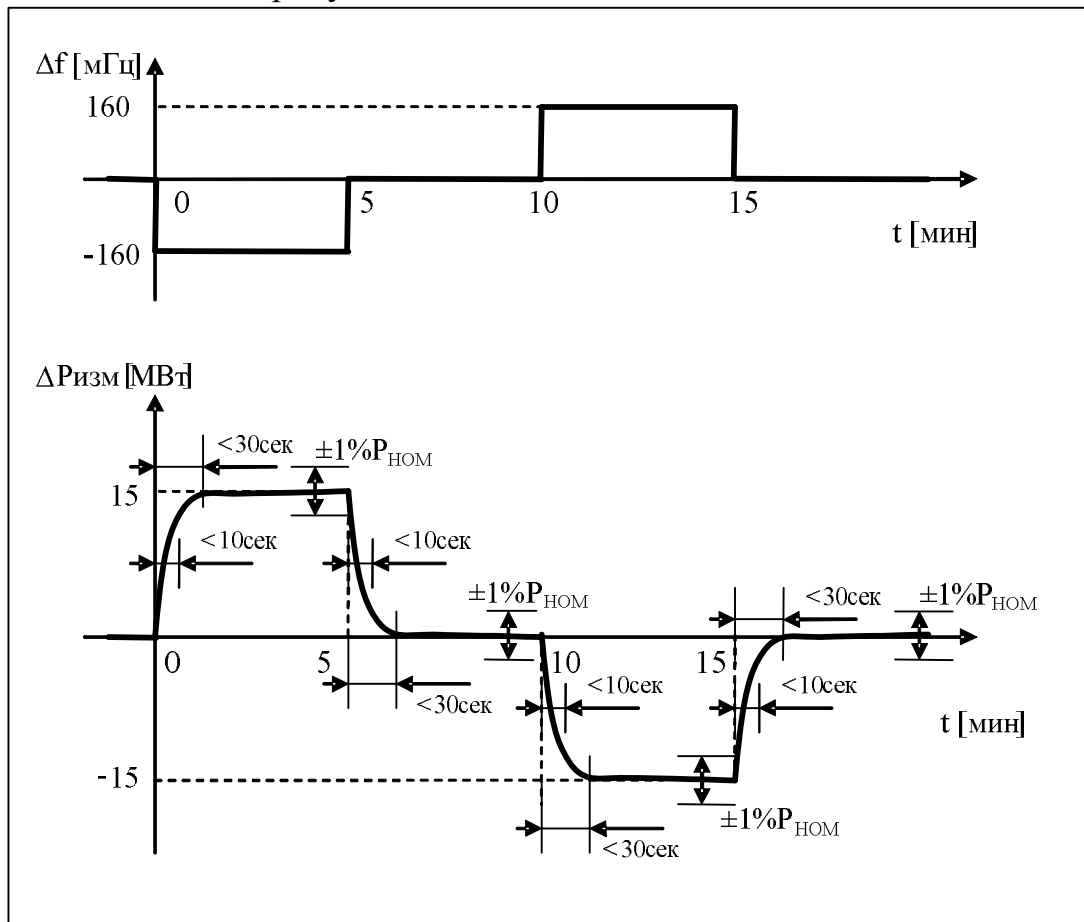 Δf [мГц]
160
0
5
10
15
t [мин]
-160
ΔPизм [МВт]
<30сек
±1%PНОМ
15
<10сек
<10сек
±1%PНОМ
<30сек
±1%PНОМ
0
5
10
15
<30сек
<10сек
<10сек
t [мин]
-15
±1%PНОМ
<30сек